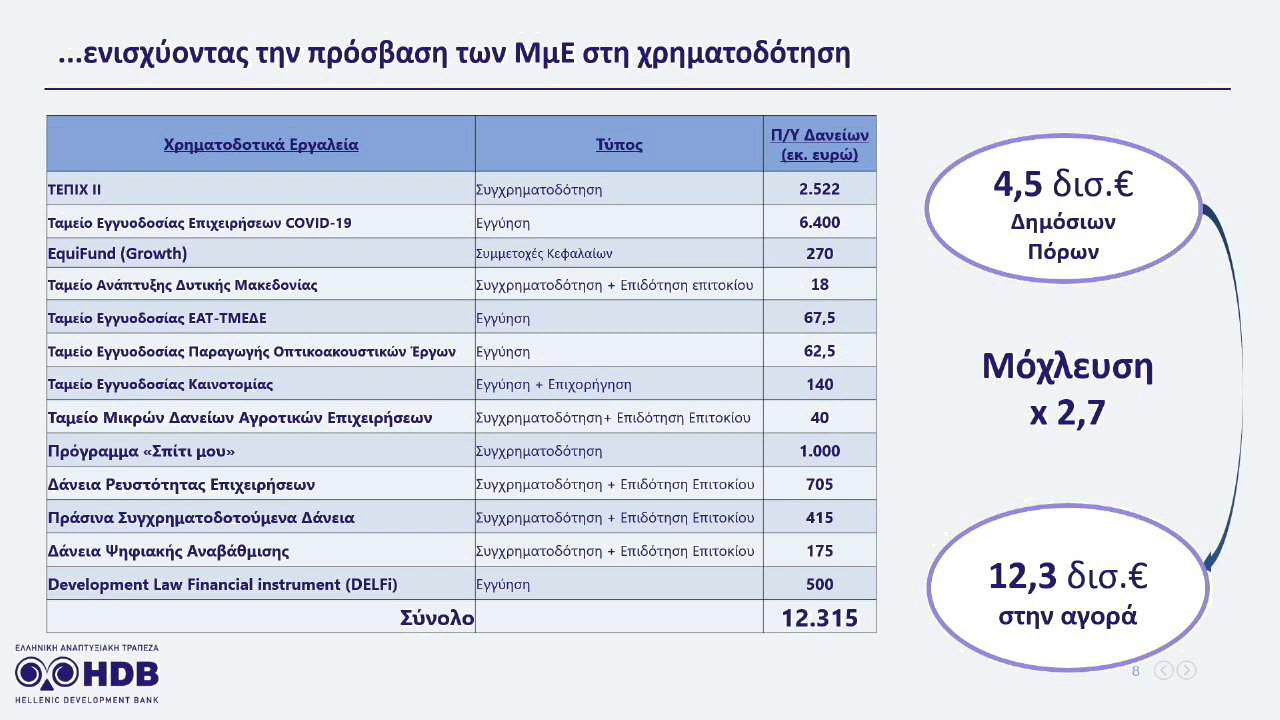 ...ενισχύοντας την πρόσβαση των ΜμΕ στη χρηματοδότηση
Χρηματοδοτικά Εργαλεία Τύπος Π/Υ Δανείων (εκ. ευρώ)
ΤΕΠΙΧ ΙΙ Συγχρηματοδότηση 2.522
Ταμείο Εγγυοδοσίας Επιχειρήσεων COVID-19 Εγγύηση 6.400
EquiFund (Growth) Συμμετοχές Κεφαλαίων 270
Ταμείο Ανάπτυξης Δυτικής Μακεδονίας Συγχρηματοδότηση + Επιδότηση επιτοκίου 18
Ταμείο Εγγυοδοσίας ΕΑΤ-ΤΜΕΔΕ Εγγύηση 67,5
Ταμείο Εγγυοδοσίας Παραγωγής Οπτικοακουστικών Έργων Εγγύηση 62,5
Ταμείο Εγγυοδοσίας Καινοτομίας Εγγύηση + Επιχορήγηση 140
Ταμείο Μικρών Δανείων Αγροτικών Επιχειρήσεων Συγχρηματοδότηση+ Επιδότηση Επιτοκίου 40
Πρόγραμμα «Σπίτι μου» Συγχρηματοδότηση 1.000
Δάνεια Ρευστότητας Επιχειρήσεων Συγχρηματοδότηση + Επιδότηση Επιτοκίου 705
Πράσινα Συγχρηματοδοτούμενα Δάνεια Συγχρηματοδότηση + Επιδότηση Επιτοκίου 415
Δάνεια Ψηφιακής Αναβάθμισης Συγχρηματοδότηση + Επιδότηση Επιτοκίου 175
Development Law Financial instrument (DELFi) Εγγύηση 500
Σύνολο 12.315
4,5 δισ.€
Δημόσιων
Πόρων
Μόχλευση
x 2,7
12,3 δισ.€
στην αγορά
ΕΛΛΗΝΙΚΗ ΑΝΑΠΤΥΞΙΑΚΗ ΤΡΑΠΕΖΑ
HDB
HELLENIC DEVELOPMENT BANK
8